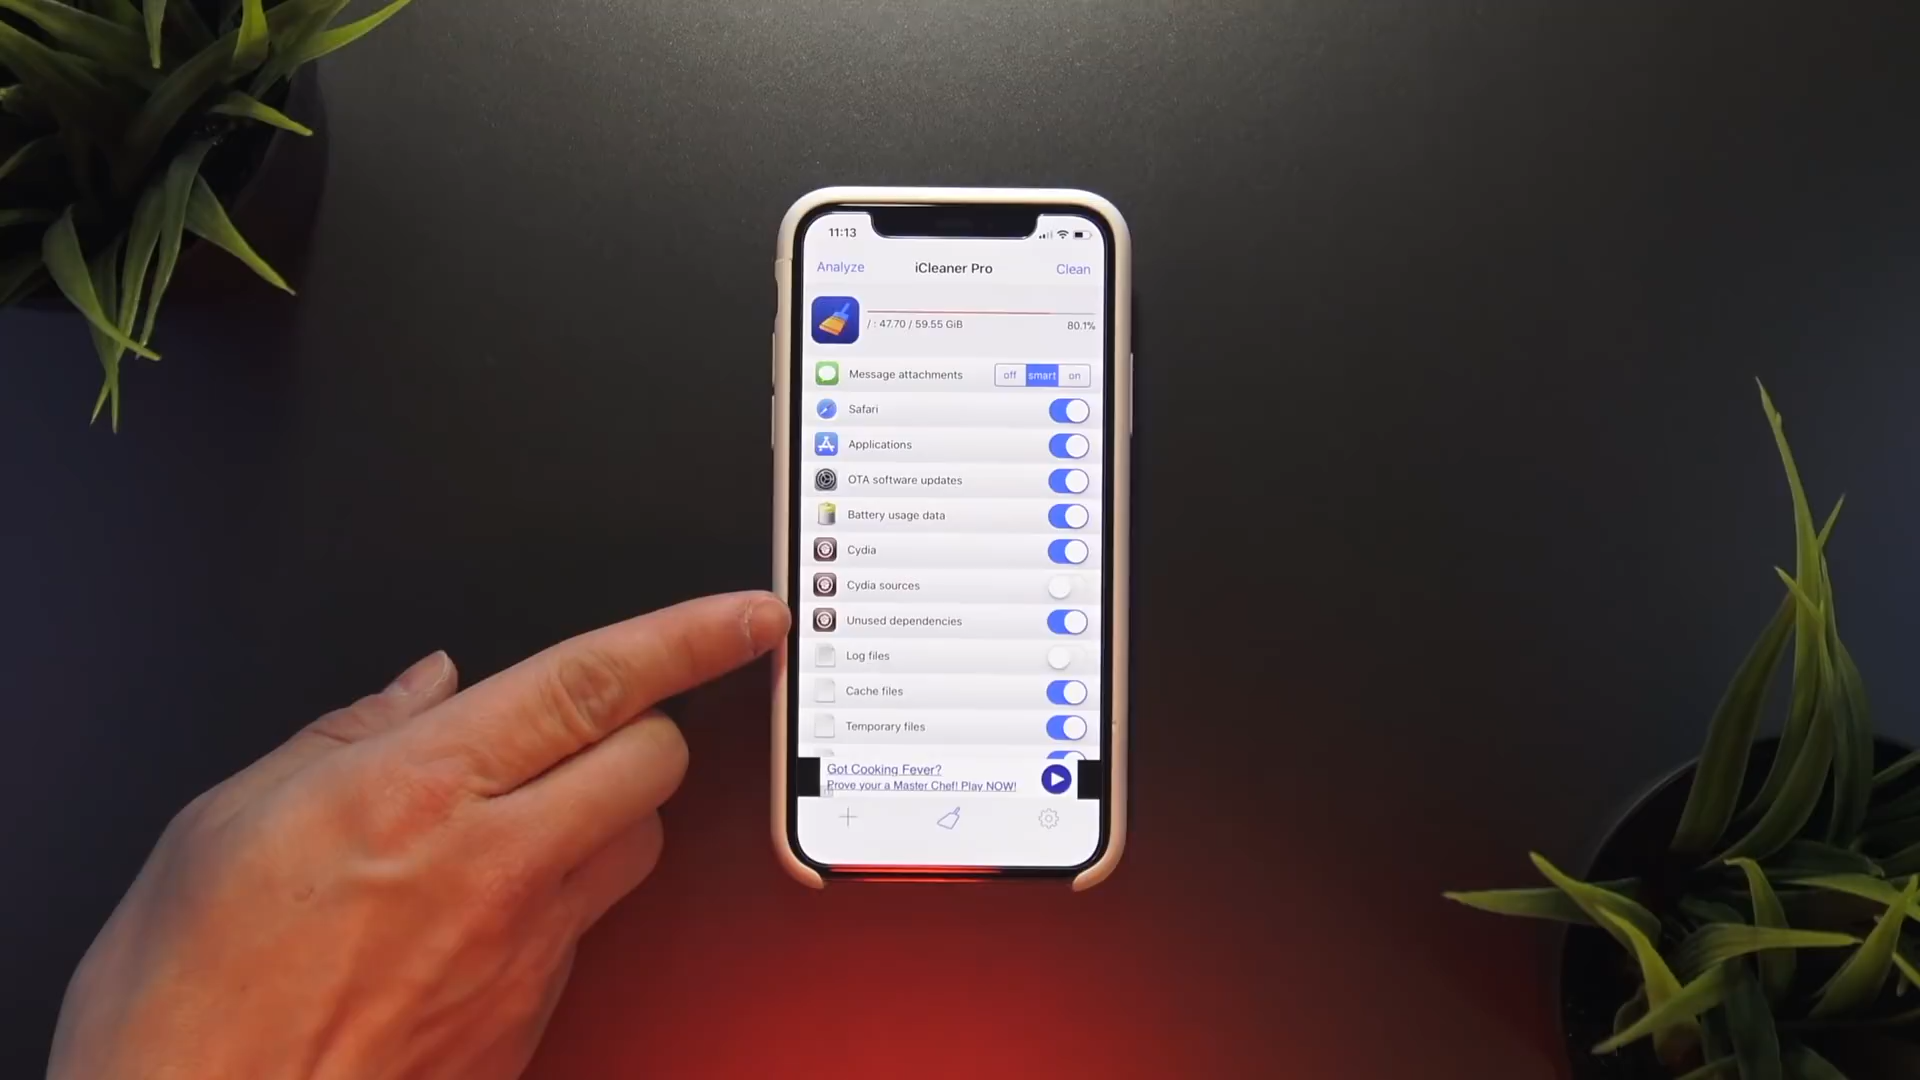 11:13
Analyze iCleaner Pro Clean
/ : 47.70 / 59.55 GiB 80.1%
Message attachments off smart on
Safari
Applications
OTA software updates
Battery usage data
Cydia
Cydia sources
Unused dependencies
Log files
Cache files
Temporary files
Got Cooking Fever?
Prove your a Master Chef! Play NOW!